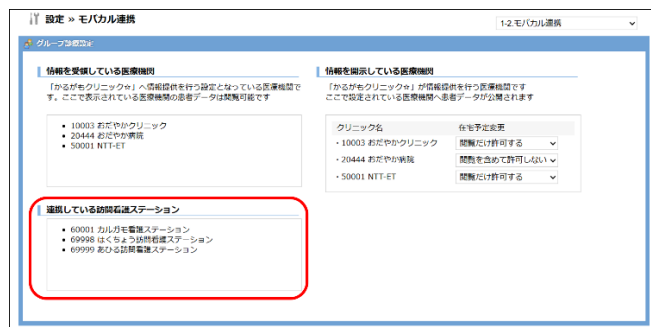 設定 » モバカル連携
1-2.モバカル連携
グループ診療設定
情報を受領している医療機関
「かるがもクリニック☆」へ情報提供を行う設定となっている医療機関で
す。ここで表示されている医療機関の患者データは閲覧可能です
• 10003 おだやかクリニック
• 20444 おだやか病院
• 50001 NTT-ET
情報を開示している医療機関
「かるがもクリニック☆」が情報提供を行う医療機関です
ここで設定されている医療機関へ患者データが公開されます
クリニック名 在宅予定変更
・10003 おだやかクリニック 閲覧だけ許可する
・20444 おだやか病院 閲覧を含めて許可しない
・50001 NTT-ET 閲覧だけ許可する
連携している訪問看護ステーション
• 60001 カルガモ看護ステーション
• 69998 はくちょう訪問看護ステーション
• 69999 あひる訪問看護ステーション